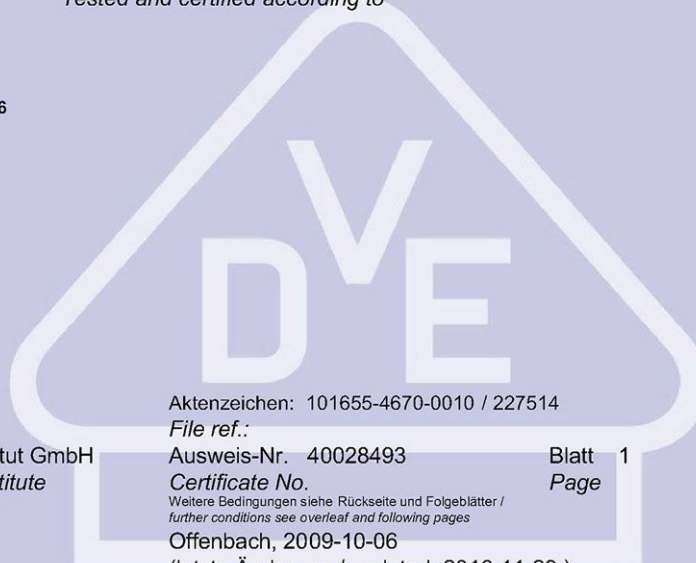 Tested and certified according to
6
V
D E
Aktenzeichen: 101655-4670-0010 / 227514
File ref.:
tut GmbH Ausweis-Nr. 40028493 Blatt 1
titute Certificate No. Page
Weitere Bedingungen siehe Rückseite und Folgeblätter /
further conditions see overleaf and following pages
Offenbach, 2009-10-06